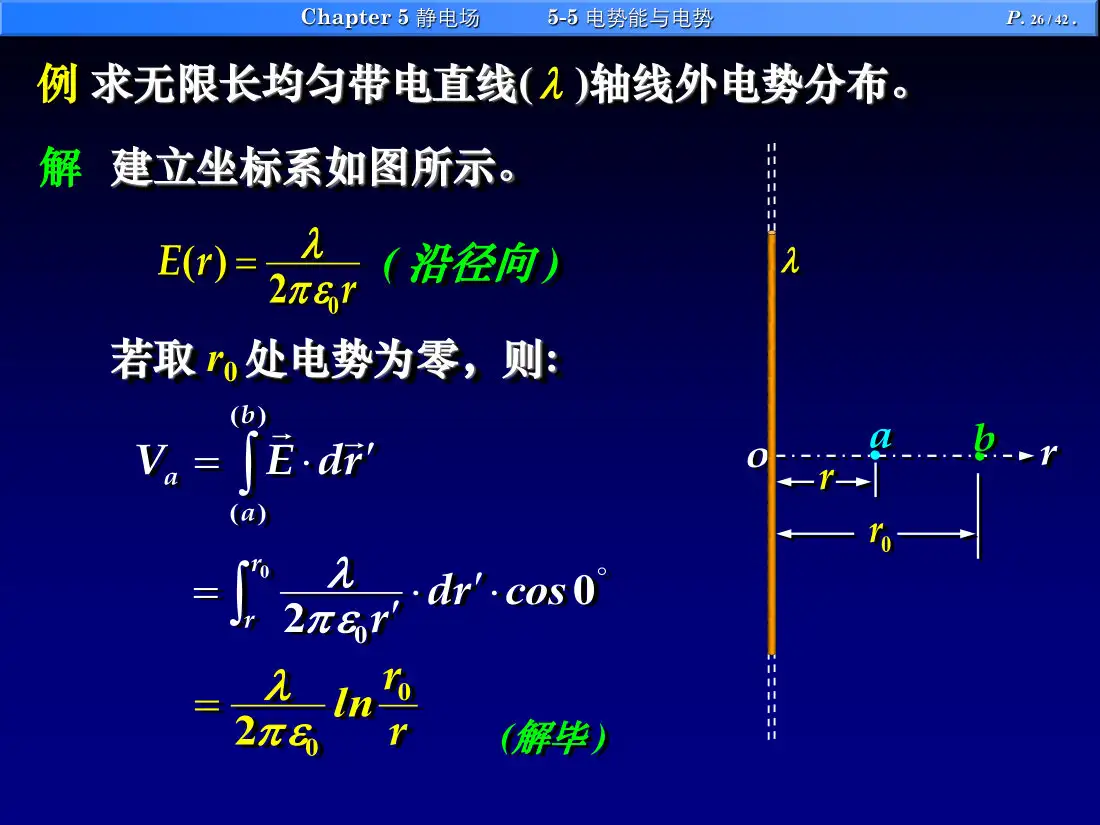 Chapter 5 静电场 5-5 电势能与电势 P. 26 / 42 .
例 求无限长均匀带电直线( λ )轴线外电势分布。
解 建立坐标系如图所示。
E(r) = λ / 2πε₀r ( 沿径向 )
若取 r₀ 处电势为零，则:
Vₐ = ∫₍ₐ₎⁽ᵇ⁾ E⃗ · dr⃗′
= ∫ᵣ^r₀ λ / 2πε₀r′ · dr′ · cos 0°
= λ / 2πε₀ ln r₀ / r (解毕)
λ
o a b r
r
r₀